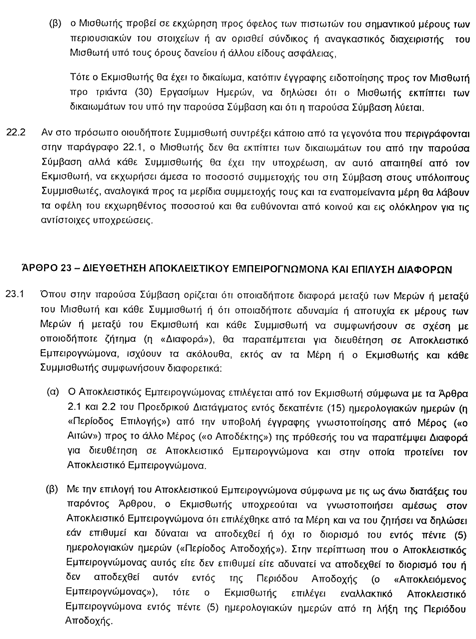 (β) ο Μισθωτής προβεί σε εκχώρηση προς όφελος των πιστωτών του σημαντικού μέρους των
περιουσιακών του στοιχείων ή αν ορισθεί σύνδικος ή αναγκαστικός διαχειριστής του
Μισθωτή υπό τους όρους δανείου ή άλλου είδους ασφάλειας,
Τότε ο Εκμισθωτής θα έχει το δικαίωμα, κατόπιν έγγραφης ειδοποίησης προς τον Μισθωτή
προ τριάντα (30) Εργασίμων Ημερών, να δηλώσει ότι ο Μισθωτής εκπίπτει των
δικαιωμάτων του υπό την παρούσα Σύμβαση και ότι η παρούσα Σύμβαση λύεται.
22.2 Αν στο πρόσωπο οιουδήποτε Συμμισθωτή συντρέξει κάποιο από τα γεγονότα που περιγράφονται
στην παράγραφο 22.1, ο Μισθωτής δεν θα εκπίπτει των δικαιωμάτων του από την παρούσα
Σύμβαση αλλά κάθε Συμμισθωτής θα έχει την υποχρέωση, αν αυτό απαιτηθεί από τον
Εκμισθωτή, να εκχωρήσει άμεσα το ποσοστό συμμετοχής του στη Σύμβαση στους υπόλοιπους
Συμμισθωτές, αναλογικά προς τα μερίδια συμμετοχής τους και τα εναπομείναντα μέρη θα λάβουν
τα οφέλη του εκχωρηθέντος ποσοστού και θα ευθύνονται από κοινού και εις ολόκληρον για τις
αντίστοιχες υποχρεώσεις.
ΆΡΘΡΟ 23 – ΔΙΕΥΘΕΤΗΣΗ ΑΠΟΚΛΕΙΣΤΙΚΟΥ ΕΜΠΕΙΡΟΓΝΩΜΟΝΑ ΚΑΙ ΕΠΙΛΥΣΗ ΔΙΑΦΟΡΩΝ
23.1 Όπου στην παρούσα Σύμβαση ορίζεται ότι οποιαδήποτε διαφορά μεταξύ των Μερών ή μεταξύ
του Μισθωτή και κάθε Συμμισθωτή ή ότι οποιαδήποτε αδυναμία ή αποτυχία εκ μέρους των
Μερών ή μεταξύ του Εκμισθωτή και κάθε Συμμισθωτή να συμφωνήσουν σε σχέση με
οποιοδήποτε ζήτημα (η «Διαφορά»), θα παραπέμπεται για διευθέτηση σε Αποκλειστικό
Εμπειρογνώμονα, ισχύουν τα ακόλουθα, εκτός αν τα Μέρη ή ο Εκμισθωτής και κάθε
Συμμισθωτής συμφωνήσουν διαφορετικά:
(α) Ο Αποκλειστικός Εμπειρογνώμονας επιλέγεται από τον Εκμισθωτή σύμφωνα με τα Άρθρα
2.1 και 2.2 του Προεδρικού Διατάγματος εντός δεκαπέντε (15) ημερολογιακών ημερών (η
«Περίοδος Επιλογής») από την υποβολή έγγραφης γνωστοποίησης από Μέρος («ο
Αιτών») προς το άλλο Μέρος («ο Αποδέκτης») της πρόθεσής του να παραπέμψει Διαφορά
για διευθέτηση σε Αποκλειστικό Εμπειρογνώμονα και στην οποία προτείνει τον
Αποκλειστικό Εμπειρογνώμονα.
(β) Με την επιλογή του Αποκλειστικού Εμπειρογνώμονα σύμφωνα με τις ως άνω διατάξεις του
παρόντος Άρθρου, ο Εκμισθωτής υποχρεούται να γνωστοποιήσει αμέσως στον
Αποκλειστικό Εμπειρογνώμονα ότι επιλέχθηκε από τα Μέρη και να του ζητήσει να δηλώσει
εάν επιθυμεί και δύναται να αποδεχθεί ή όχι το διορισμό του εντός πέντε (5)
ημερολογιακών ημερών («Περίοδος Αποδοχής»). Στην περίπτωση που ο Αποκλειστικός
Εμπειρογνώμονας αυτός είτε δεν επιθυμεί είτε αδυνατεί να αποδεχθεί το διορισμό του ή
δεν αποδεχθεί αυτόν εντός της Περιόδου Αποδοχής (ο «Αποκλειόμενος
Εμπειρογνώμονας»), τότε ο Εκμισθωτής επιλέγει εναλλακτικό Αποκλειστικό
Εμπειρογνώμονα εντός πέντε (5) ημερολογιακών ημερών από τη λήξη της Περιόδου
Αποδοχής.